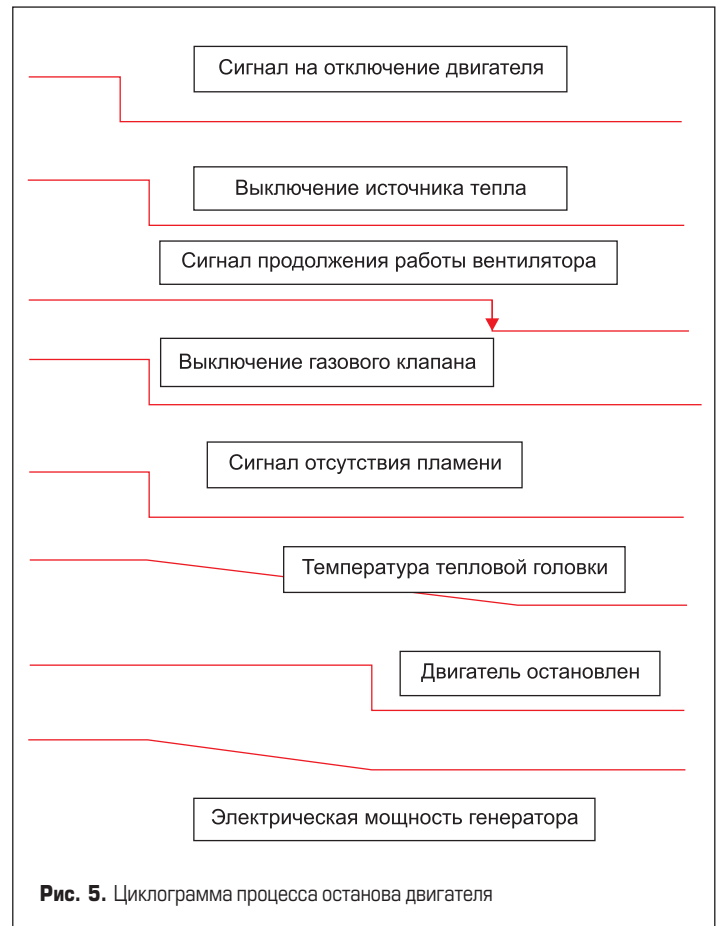 Сигнал на отключение двигателя
Выключение источника тепла
Сигнал продолжения работы вентилятора
Выключение газового клапана
Сигнал отсутствия пламени
Температура тепловой головки
Двигатель остановлен
Электрическая мощность генератора
Рис. 5. Циклограмма процесса останова двигателя